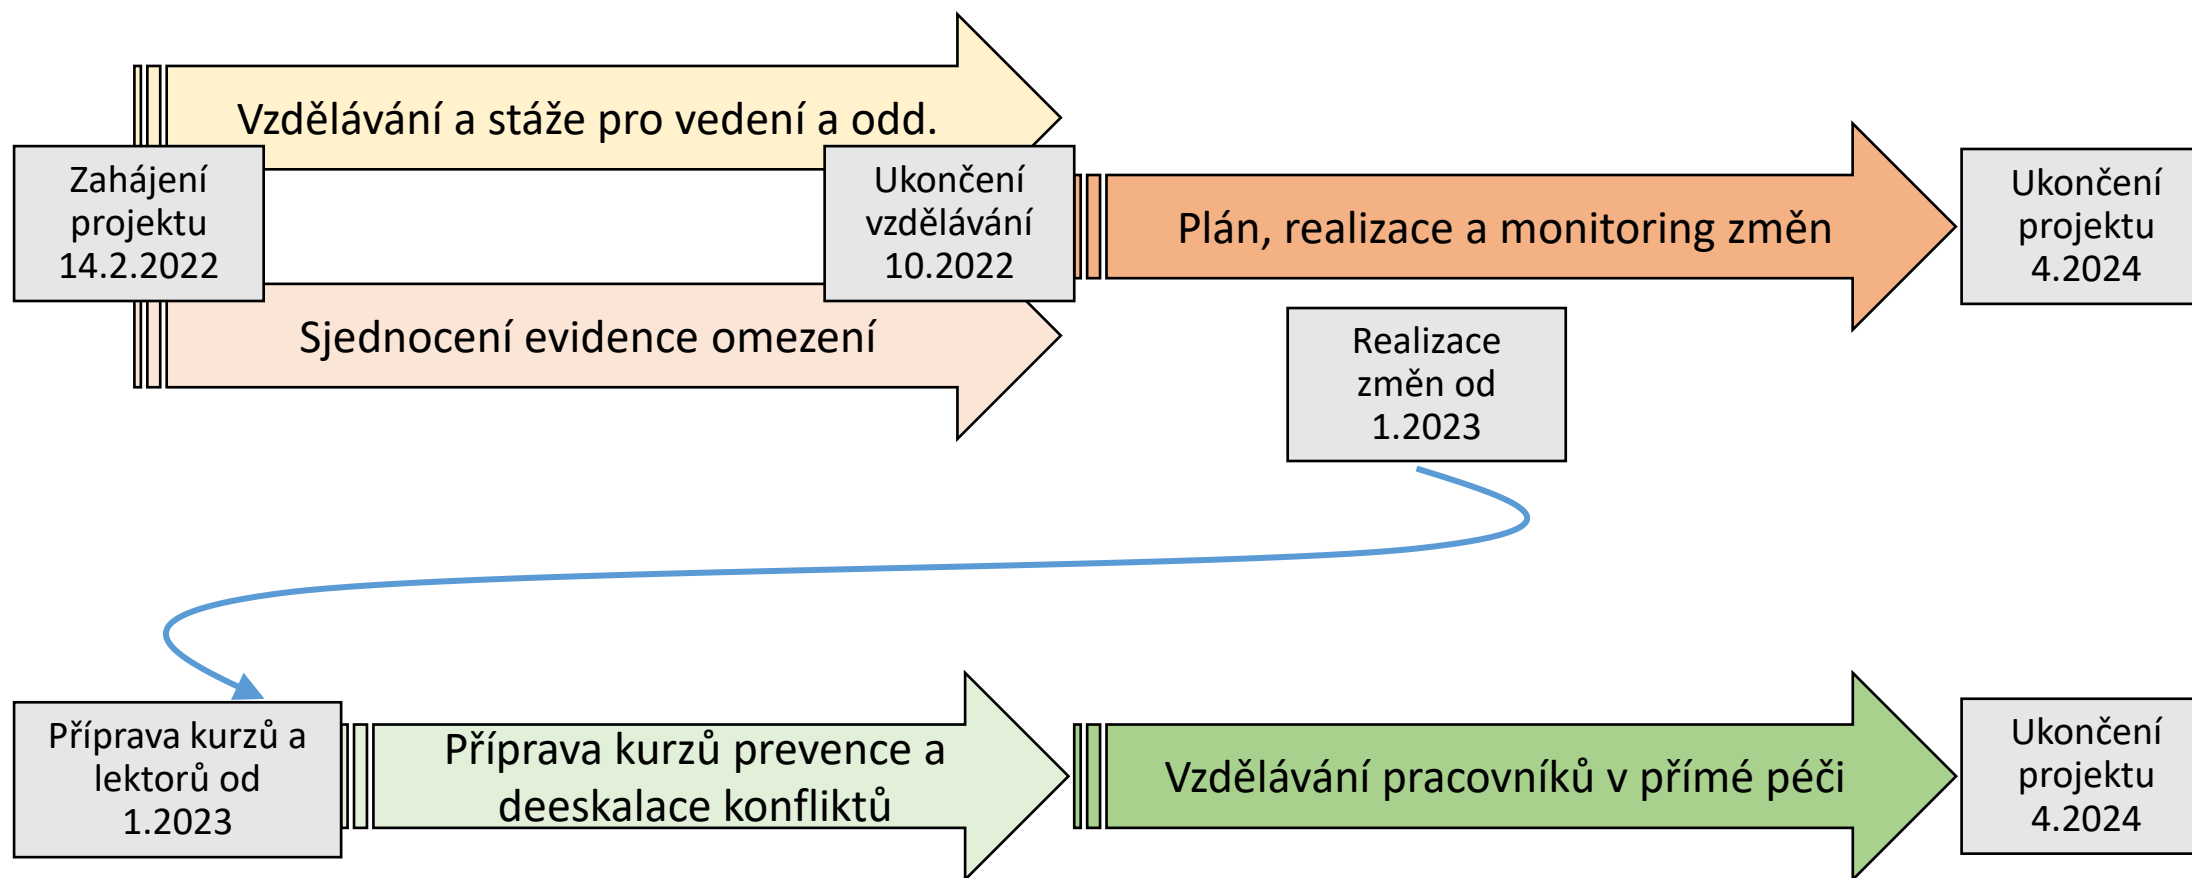 Vzdělávání a stáže pro vedení a odd.
Zahájení
projektu
14.2.2022
Ukončení
vzdělávání
10.2022
Plán, realizace a monitoring změn
Ukončení
projektu
4.2024
Sjednocení evidence omezení
Realizace
změn od
1.2023
Příprava kurzů a
lektorů od
1.2023
Příprava kurzů prevence a
deeskalace konfliktů
Vzdělávání pracovníků v přímé péči
Ukončení
projektu
4.2024